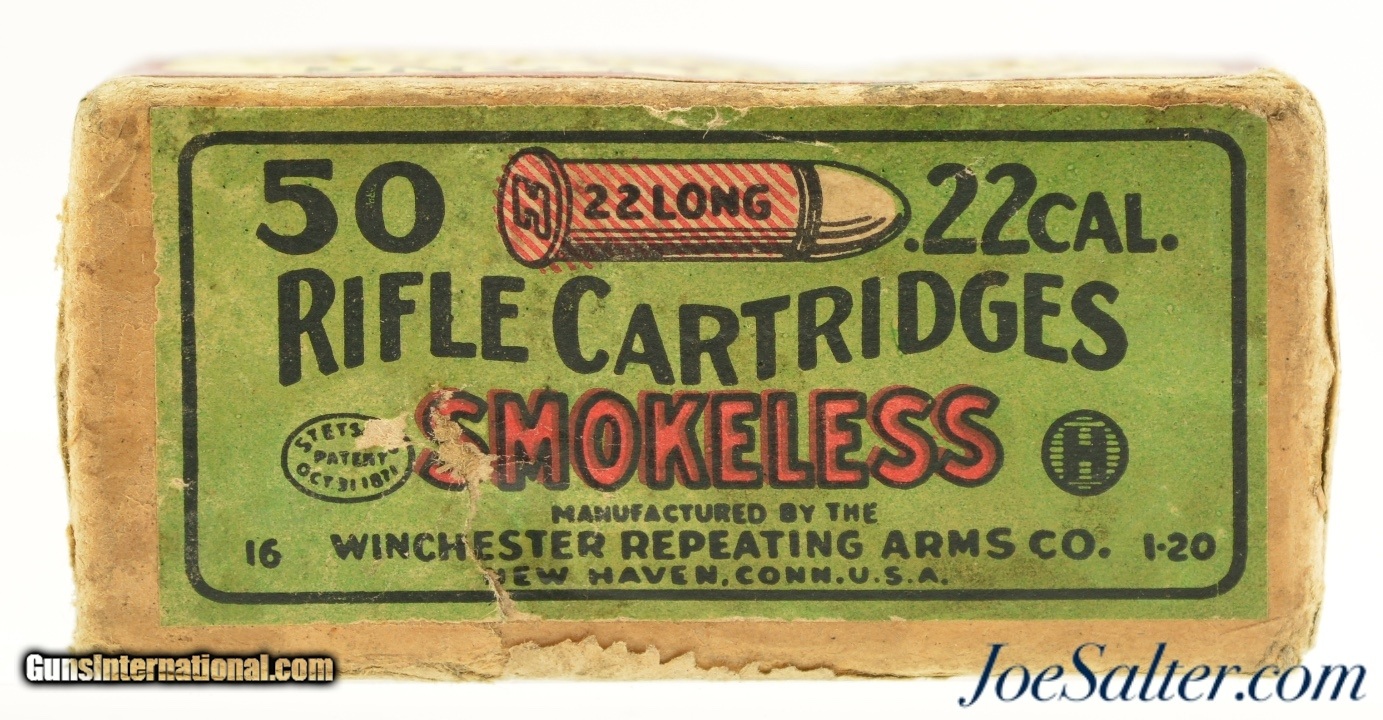 50
22 LONG
.22 CAL.
RIFLE CARTRIDGES
SMOKELESS
PATENT
OCT. 31 1871
H
MANUFACTURED BY THE
16 WINCHESTER REPEATING ARMS CO. 1-20
NEW HAVEN, CONN. U.S.A.
GunsInternational.com
JoeSalter.com